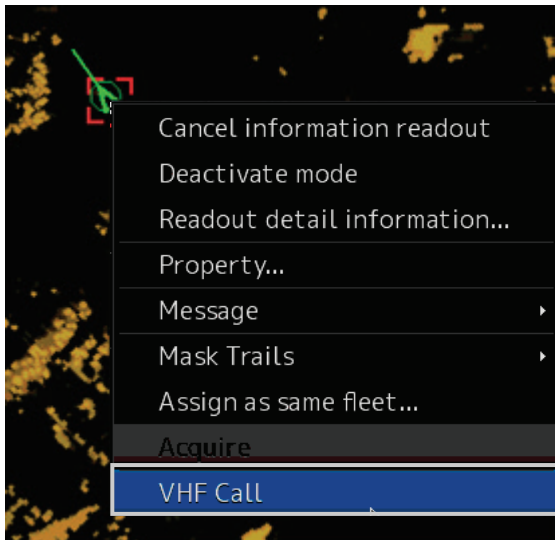 Cancel information readout
Deactivate mode
Readout detail information...
Property...
Message
Mask Trails
Assign as same fleet...
Acquire
VHF Call